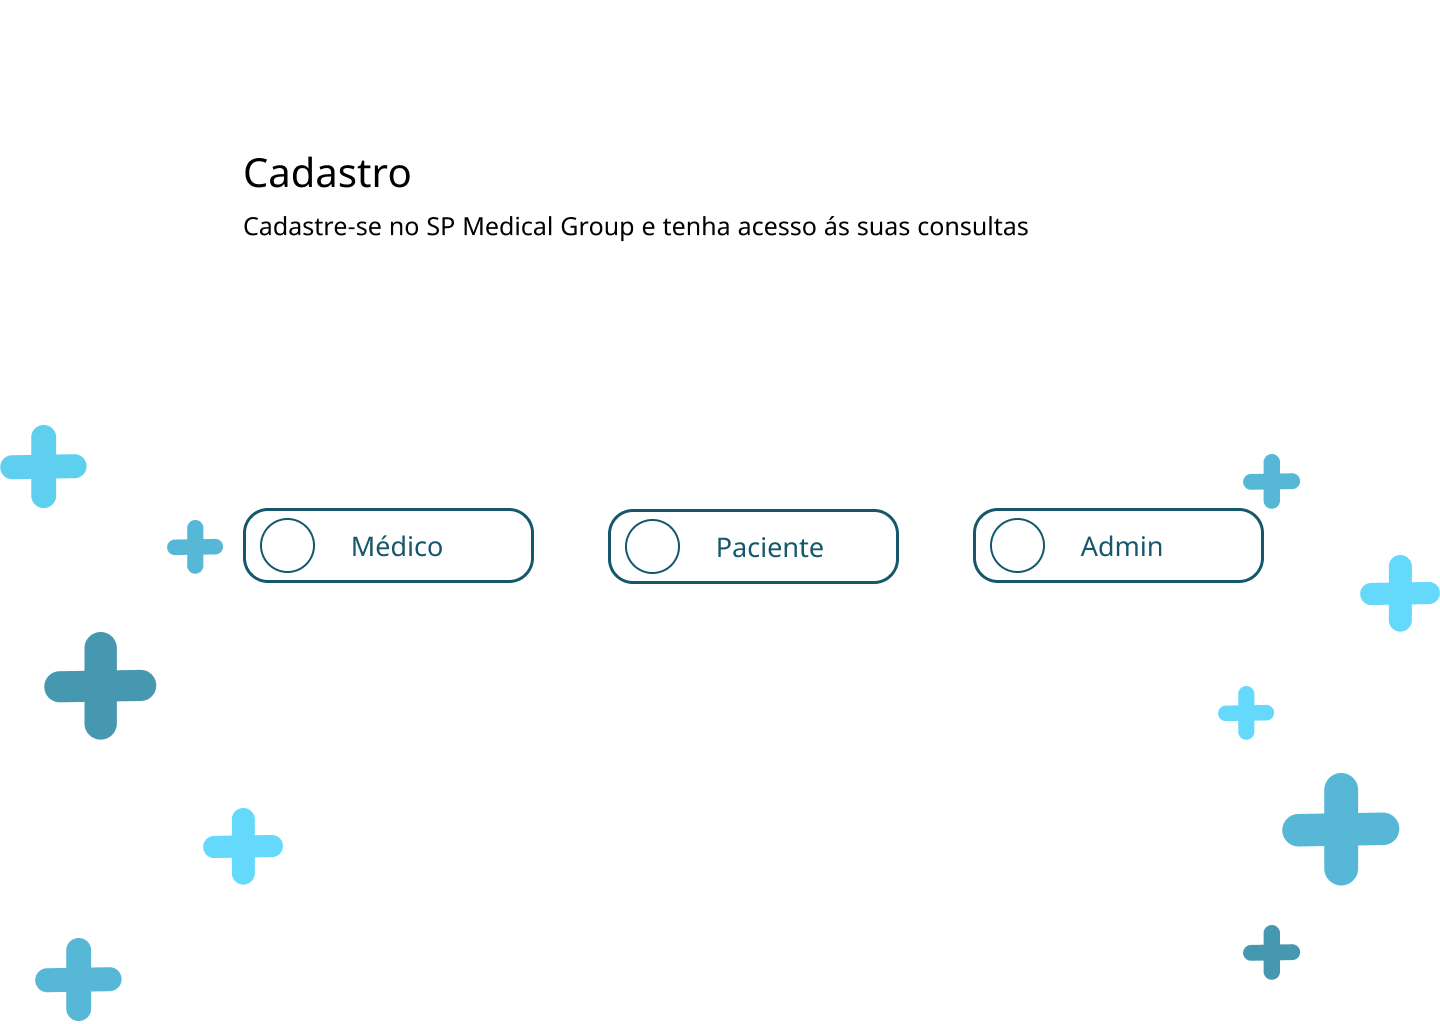 Cadastro
Cadastre-se no SP Medical Group e tenha acesso ás suas consultas
Médico
Paciente
Admin